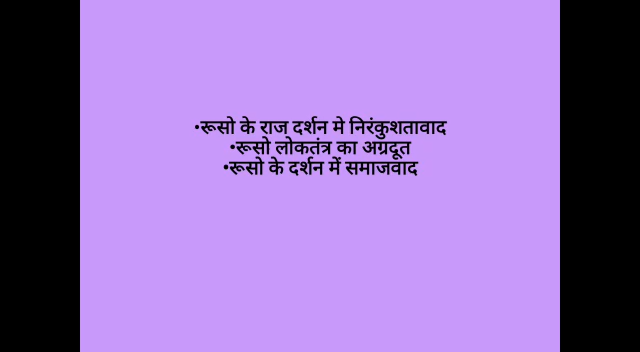 •रूसो के राज दर्शन मे निरंकुशतावाद
•रूसो लोकतंत्र का अग्रदूत
•रूसो के दर्शन में समाजवाद